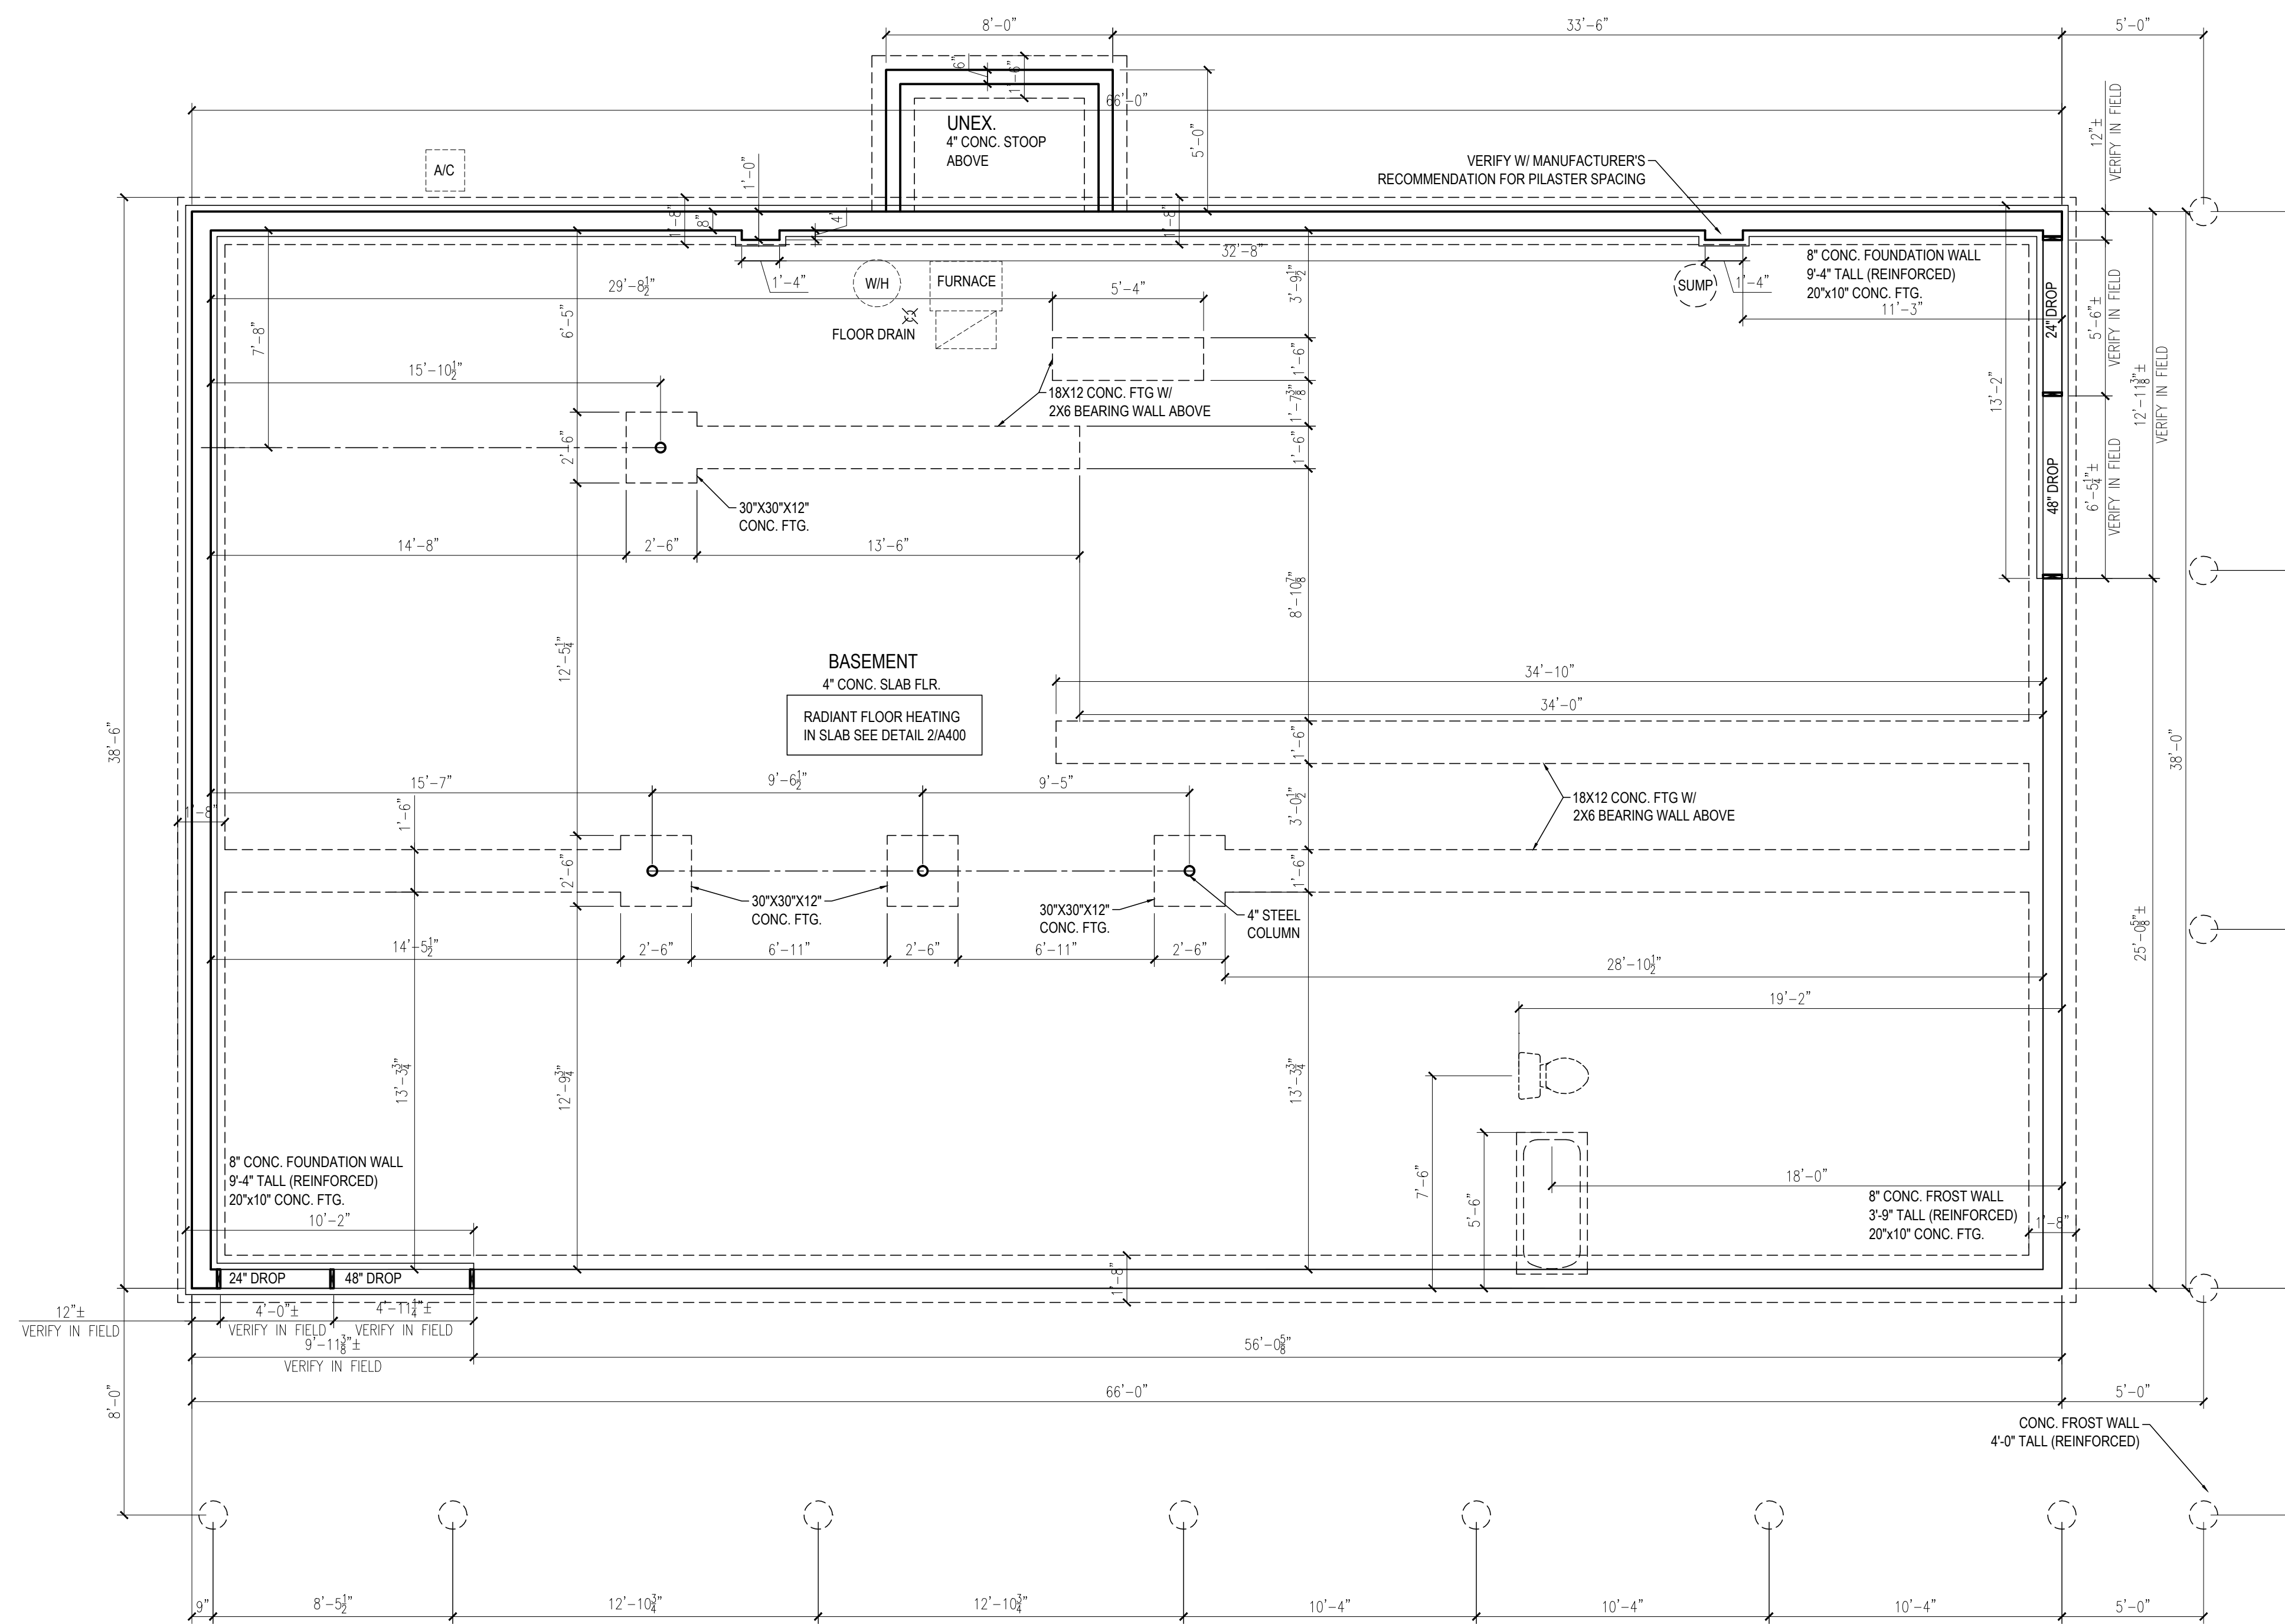 8'-0"
33'-6"
5'-0"
6"
1'-6"
66'-0"
UNEX.
4" CONC. STOOP
ABOVE
5'-0"
12"±
VERIFY IN FIELD
A/C
1'-0"
VERIFY W/ MANUFACTURER'S
RECOMMENDATION FOR PILASTER SPACING
1'-8"
8"
4"
1'-8"
32'-8"
29'-8½"
1'-4"
W/H
FURNACE
5'-4"
3'-9½"
SUMP
1'-4"
8" CONC. FOUNDATION WALL
9'-4" TALL (REINFORCED)
20"x10" CONC. FTG.
11'-3"
24" DROP
5'-6"±
VERIFY IN FIELD
7'-8"
6'-5"
FLOOR DRAIN
15'-10½"
1'-6"
18X12 CONC. FTG W/
2X6 BEARING WALL ABOVE
1'-7⅜"
13'-2"
12'-11⅜"±
VERIFY IN FIELD
2'-6"
1'-6"
48" DROP
6'-5¼"±
VERIFY IN FIELD
30"X30"X12"
CONC. FTG.
14'-8"
2'-6"
13'-6"
8'-10⅞"
12'-5¼"
BASEMENT
4" CONC. SLAB FLR.
RADIANT FLOOR HEATING
IN SLAB SEE DETAIL 2/A400
34'-10"
34'-0"
38'-6"
1'-6"
38'-0"
15'-7"
9'-6½"
9'-5"
1'-8"
1'-6"
3'-0½"
18X12 CONC. FTG W/
2X6 BEARING WALL ABOVE
2'-6"
1'-6"
30"X30"X12"
CONC. FTG.
30"X30"X12"
CONC. FTG.
4" STEEL
COLUMN
25'-0⅝"±
14'-5½"
2'-6"
6'-11"
2'-6"
6'-11"
2'-6"
28'-10½"
19'-2"
13'-3¾"
12'-9¾"
13'-3¾"
8" CONC. FOUNDATION WALL
9'-4" TALL (REINFORCED)
20"x10" CONC. FTG.
10'-2"
7'-6"
5'-6"
18'-0"
8" CONC. FROST WALL
3'-9" TALL (REINFORCED)
20"x10" CONC. FTG.
1'-8"
24" DROP
48" DROP
1'-8"
12"±
VERIFY IN FIELD
4'-0"±
VERIFY IN FIELD
4'-11¼"±
VERIFY IN FIELD
9'-11⅜"±
VERIFY IN FIELD
56'-0⅝"
8'-0"
66'-0"
5'-0"
CONC. FROST WALL
4'-0" TALL (REINFORCED)
9"
8'-5½"
12'-10¾"
12'-10¾"
10'-4"
10'-4"
10'-4"
5'-0"